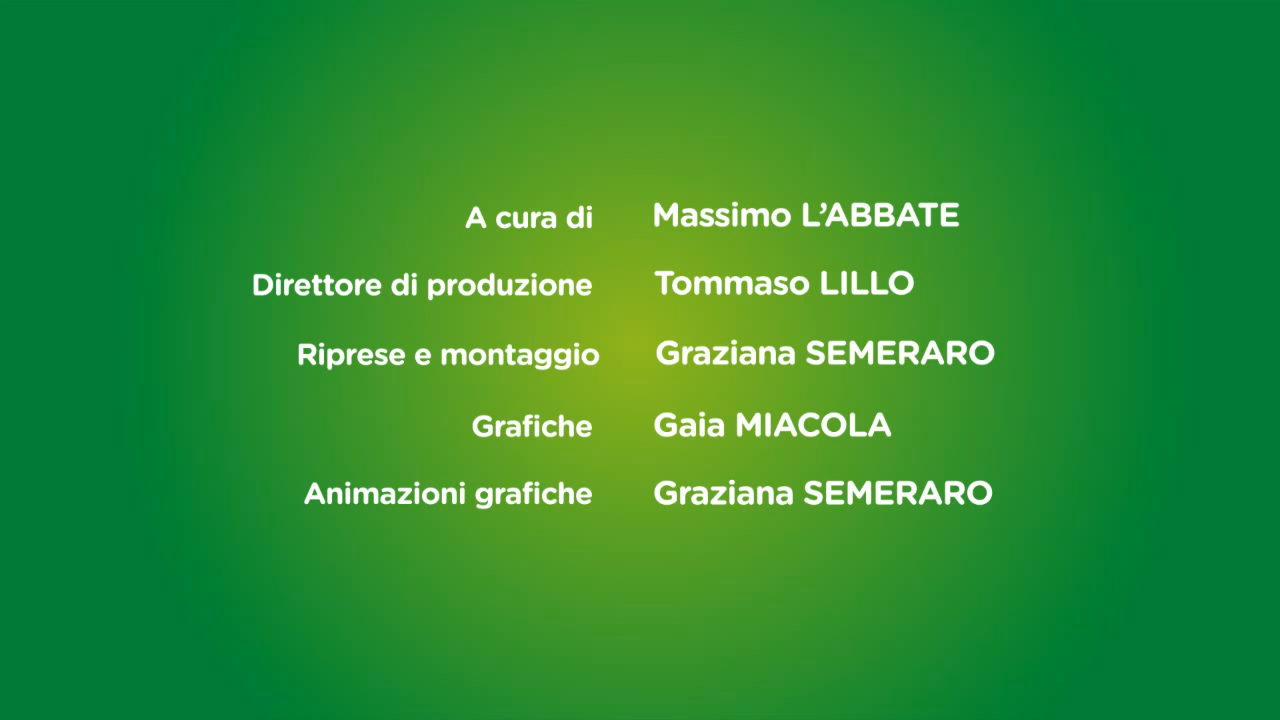 A cura di Massimo L’ABBATE
Direttore di produzione Tommaso LILLO
Riprese e montaggio Graziana SEMERARO
Grafiche Gaia MIACOLA
Animazioni grafiche Graziana SEMERARO